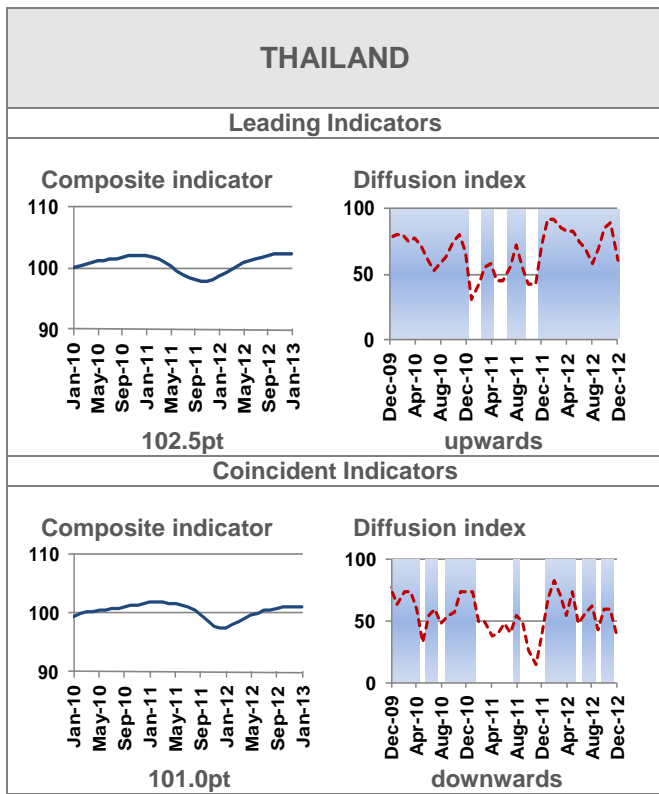 THAILAND
Leading Indicators
Composite indicator
110
100
90
Jan-10
May-10
Sep-10
Jan-11
May-11
Sep-11
Jan-12
May-12
Sep-12
Jan-13
102.5pt
Diffusion index
100
50
0
Dec-09
Apr-10
Aug-10
Dec-10
Apr-11
Aug-11
Dec-11
Apr-12
Aug-12
Dec-12
upwards
Coincident Indicators
Composite indicator
110
100
90
Jan-10
May-10
Sep-10
Jan-11
May-11
Sep-11
Jan-12
May-12
Sep-12
Jan-13
101.0pt
Diffusion index
100
50
0
Dec-09
Apr-10
Aug-10
Dec-10
Apr-11
Aug-11
Dec-11
Apr-12
Aug-12
Dec-12
downwards